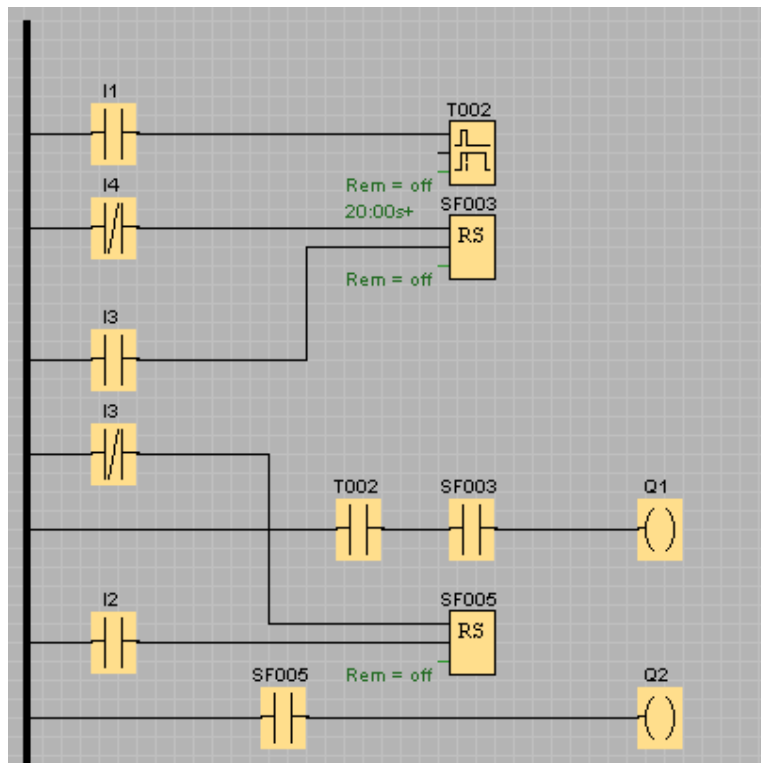 I1
T002
Rem = off
I4
20:00s+
SF003
RS
Rem = off
I3
I3
T002
SF003
Q1
I2
SF005
RS
SF005
Rem = off
Q2